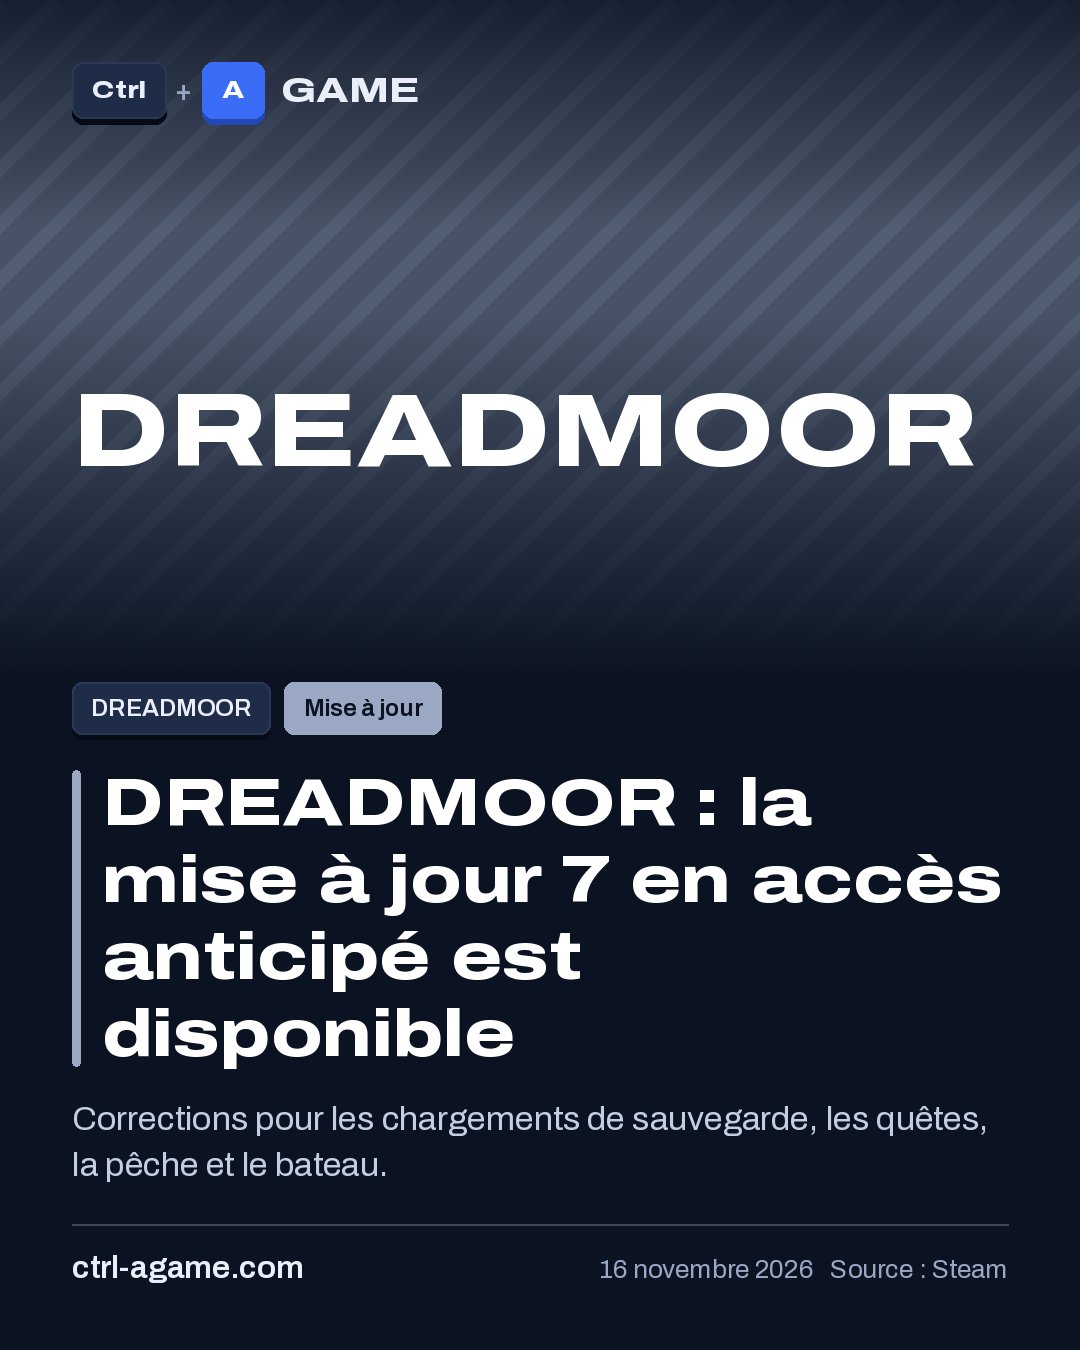 Ctrl + A GAME
DREADMOOR
DREADMOOR Mise à jour
DREADMOOR : la
mise à jour 7 en accès
anticipé est
disponible
Corrections pour les chargements de sauvegarde, les quêtes,
la pêche et le bateau.
ctrl-agame.com 16 novembre 2026 Source : Steam